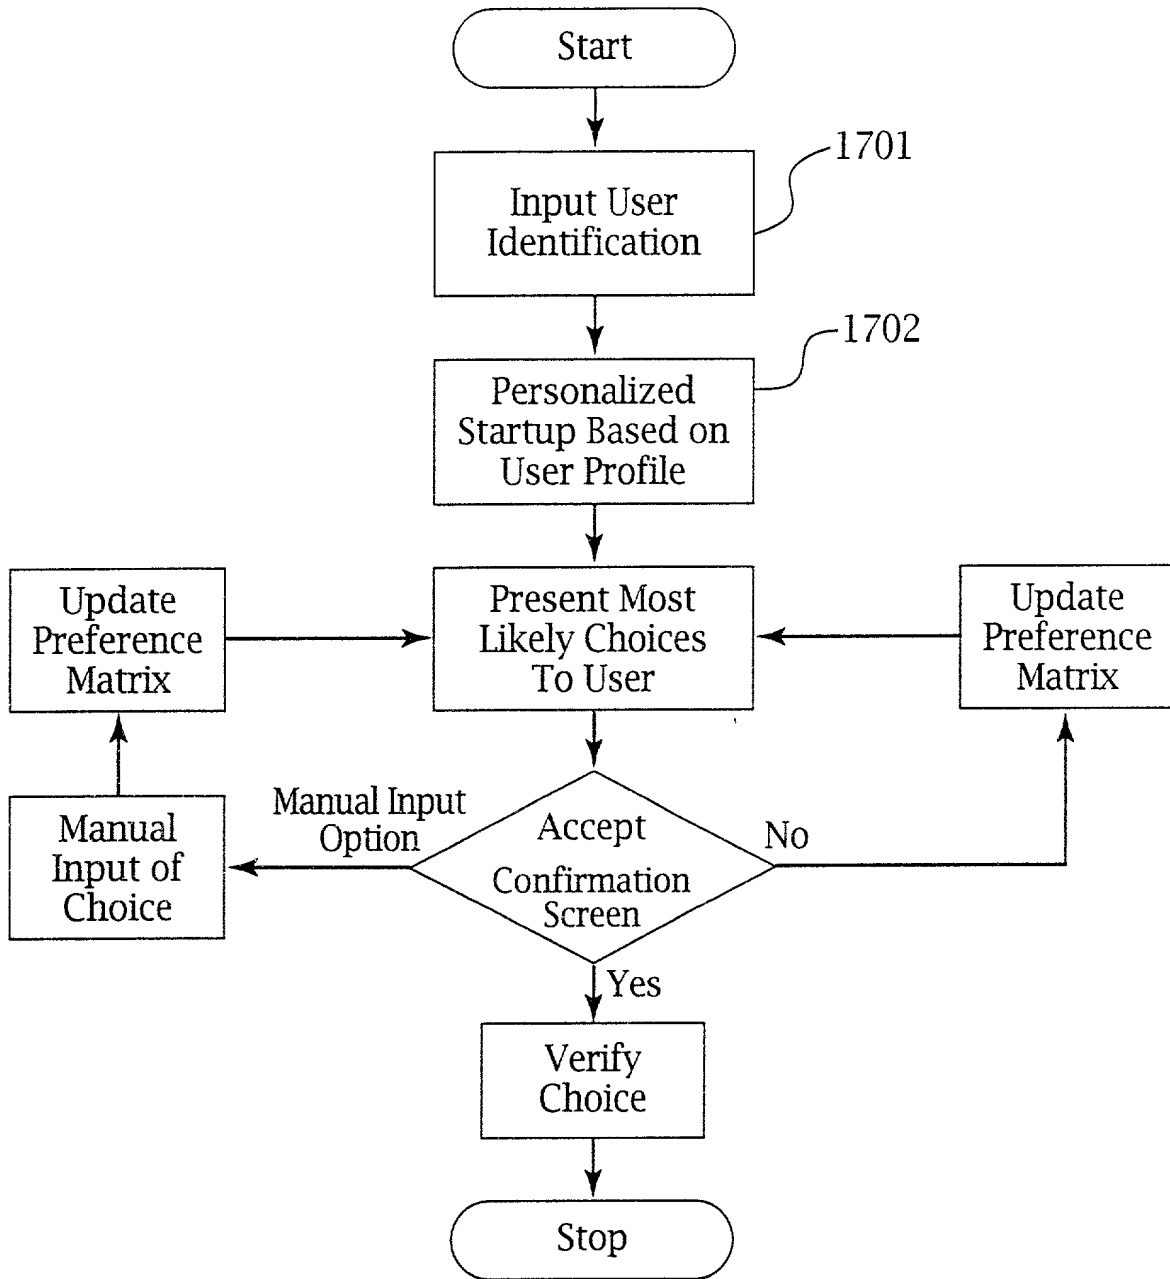 Start
1701
Input User
Identification
1702
Personalized
Startup Based on
User Profile
Update
Preference
Matrix
Present Most
Likely Choices
To User
Update
Preference
Matrix
Manual
Input of
Choice
Manual Input
Option
Accept
Confirmation
Screen
No
Yes
Verify
Choice
Stop